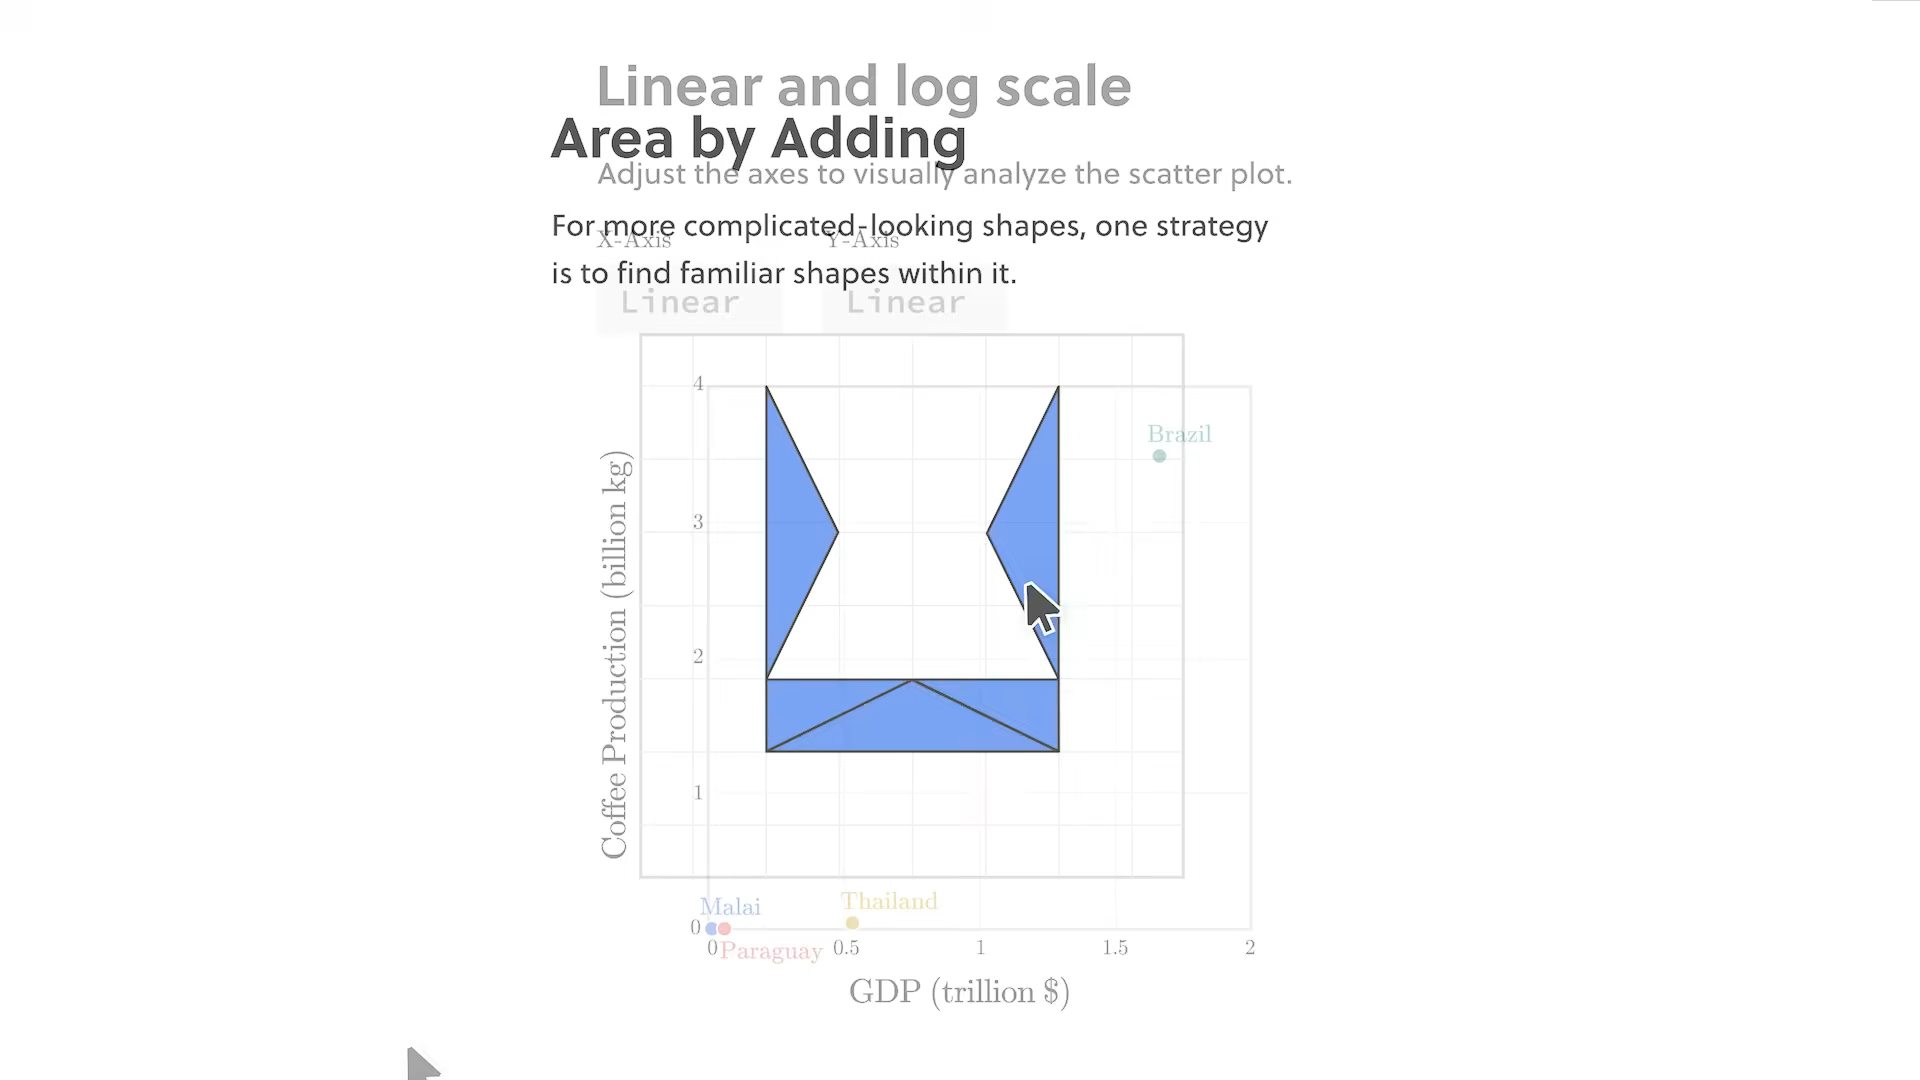 Linear and log scale
Area by Adding
Adjust the axes to visually analyze the scatter plot.
For more complicated-looking shapes, one strategy
X-Axis Y-Axis
is to find familiar shapes within it.
Linear Linear
4
Brazil
3
Coffee Production (billion kg)
2
1
Malai Thailand
0
0 Paraguay 0.5 1 1.5 2
GDP (trillion $)